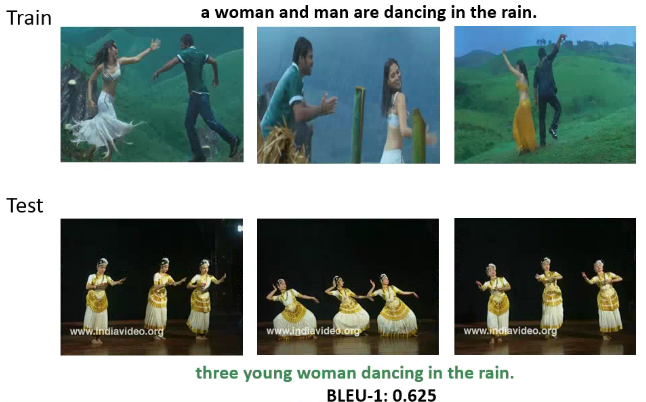 Train
a woman and man are dancing in the rain.
Test
www.indiavideo.org
www.indiavideo.org
www.indiavideo.org
three young woman dancing in the rain.
BLEU-1: 0.625